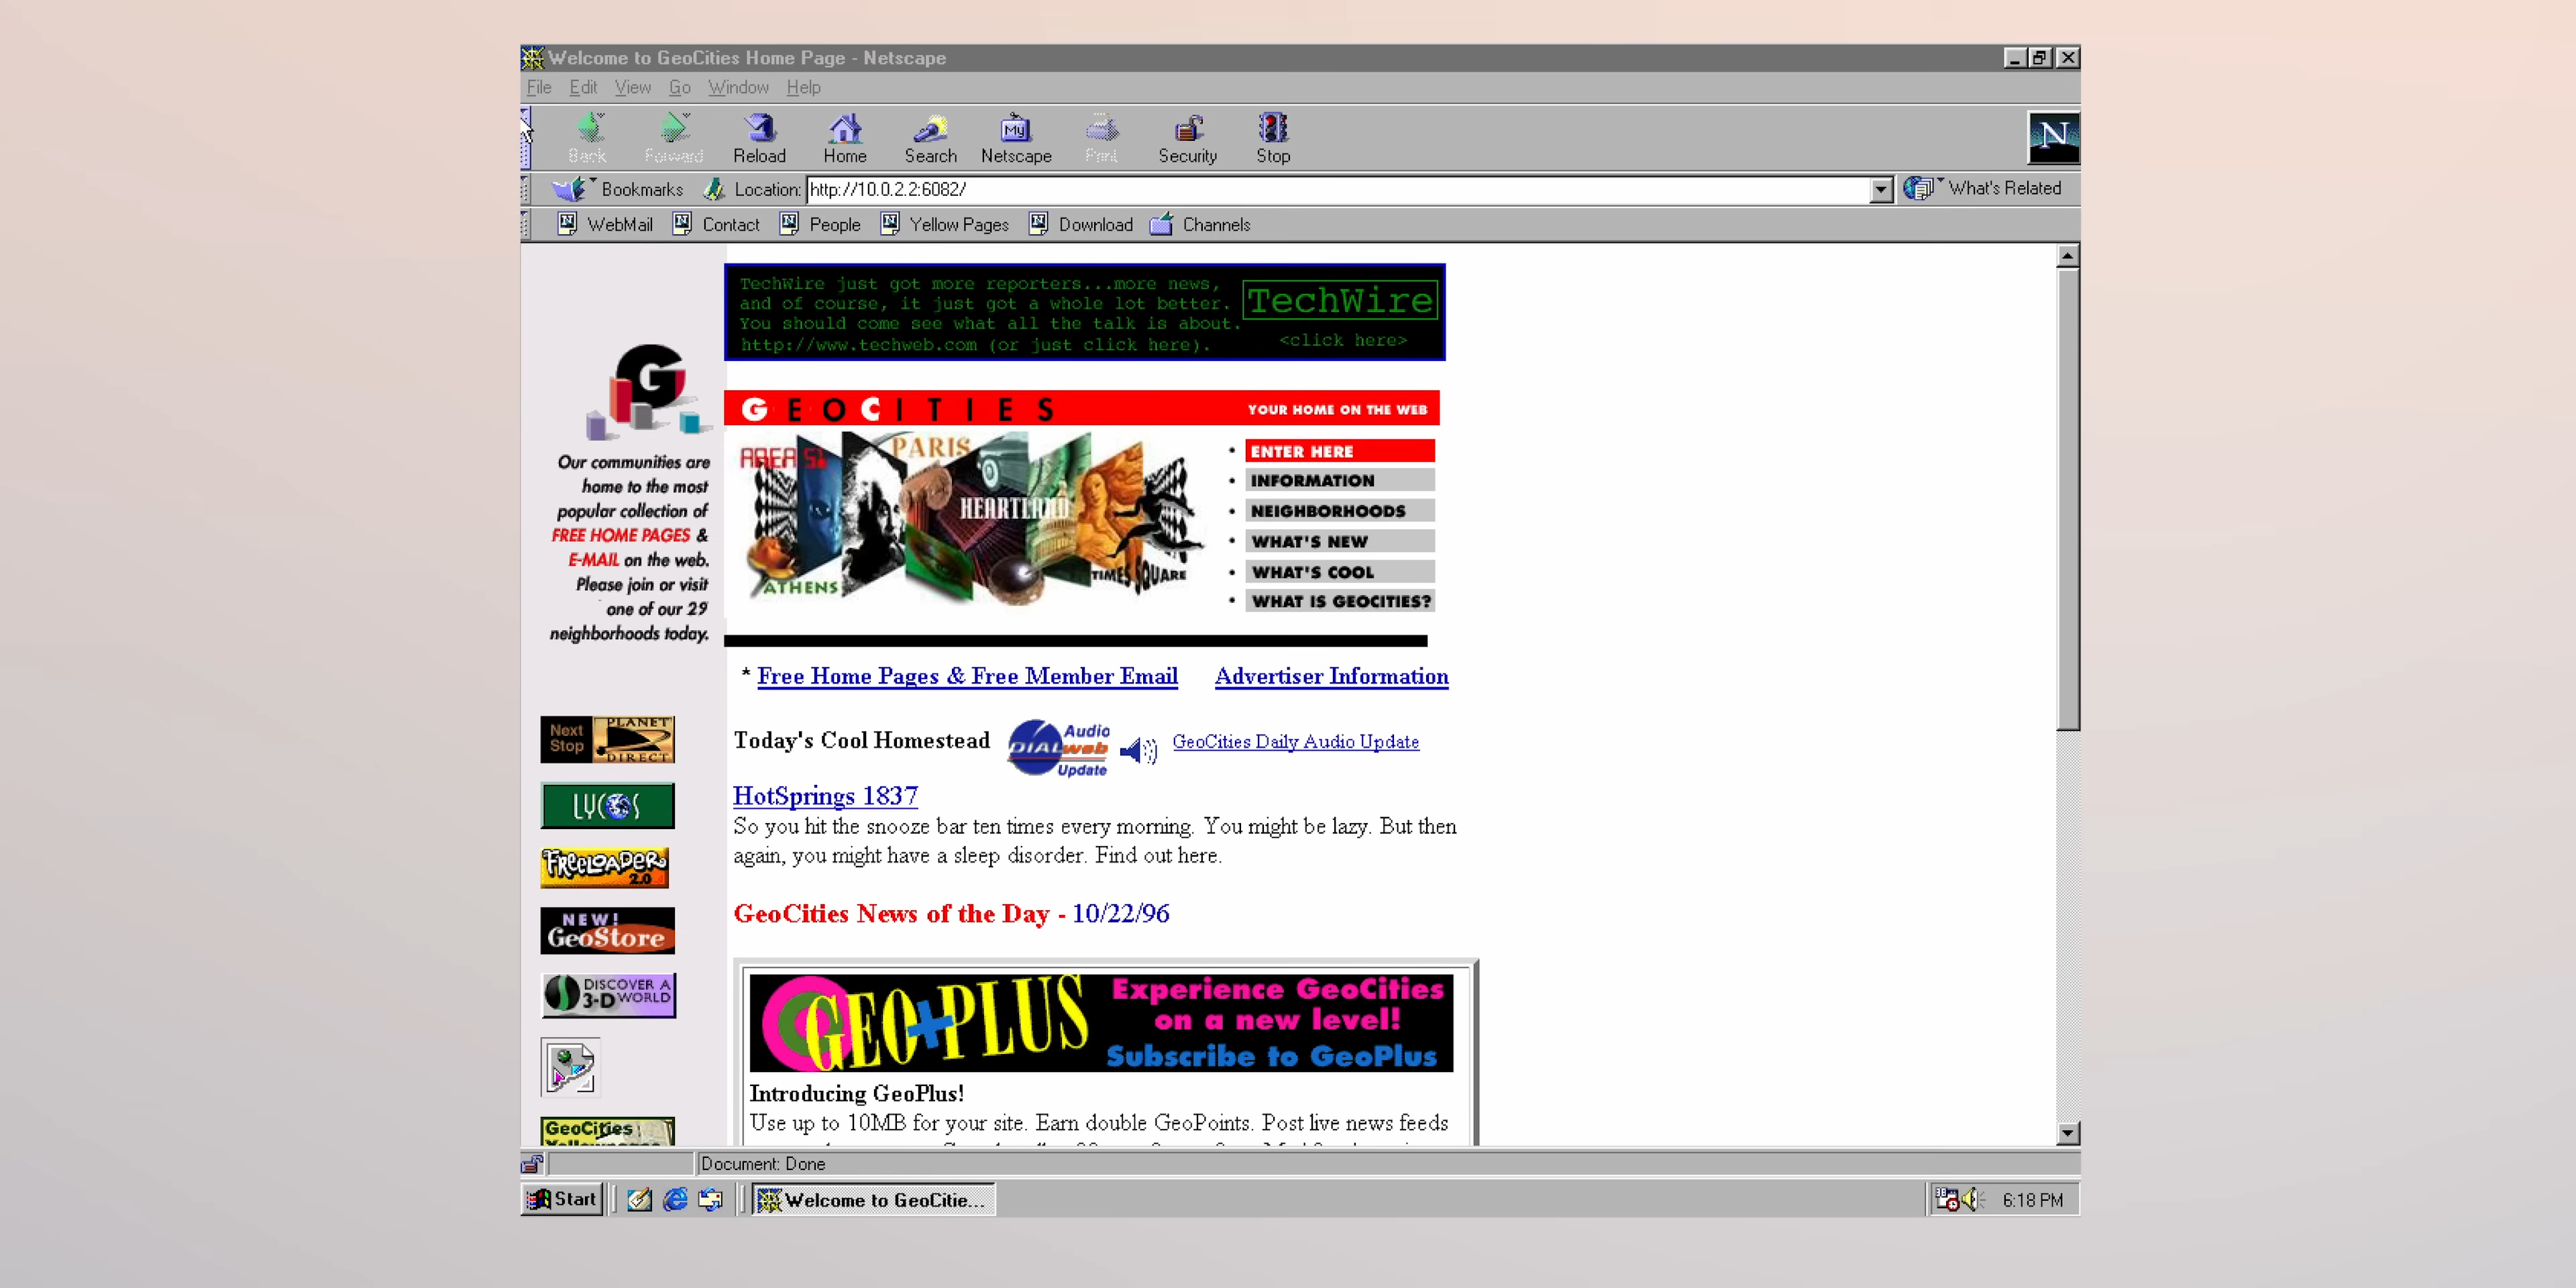 Welcome to GeoCities Home Page - Netscape
File Edit View Go Window Help
Back Forward Reload Home Search Netscape Print Security Stop
My
N
Bookmarks Location: http://10.0.2.2:6082/ What's Related
WebMail Contact People Yellow Pages Download Channels
TechWire just got more reporters...more news,
and of course, it just got a whole lot better.
You should come see what all the talk is about.
http://www.techweb.com (or just click here).
TechWire
<click here>
G
Our communities are
home to the most
popular collection of
FREE HOME PAGES &
E-MAIL on the web.
Please join or visit
one of our 29
neighborhoods today.
GEOCITIES YOUR HOME ON THE WEB
AREA 51
PARIS
HEARTLAND
ATHENS
TIMES SQUARE
• ENTER HERE
• INFORMATION
• NEIGHBORHOODS
• WHAT'S NEW
• WHAT'S COOL
• WHAT IS GEOCITIES?
* Free Home Pages & Free Member Email Advertiser Information
Next Stop PLANET DIRECT
LYCOS
FREELOADER 2.0
NEW!
GeoStore
DISCOVER A
3-D WORLD
GeoCities
Today's Cool Homestead
Audio
DIALweb
Update
GeoCities Daily Audio Update
HotSprings 1837
So you hit the snooze bar ten times every morning. You might be lazy. But then
again, you might have a sleep disorder. Find out here.
GeoCities News of the Day - 10/22/96
GEO+PLUS
Experience GeoCities
on a new level!
Subscribe to GeoPlus
Introducing GeoPlus!
Use up to 10MB for your site. Earn double GeoPoints. Post live news feeds
Document: Done
Start Welcome to GeoCitie... 6:18 PM